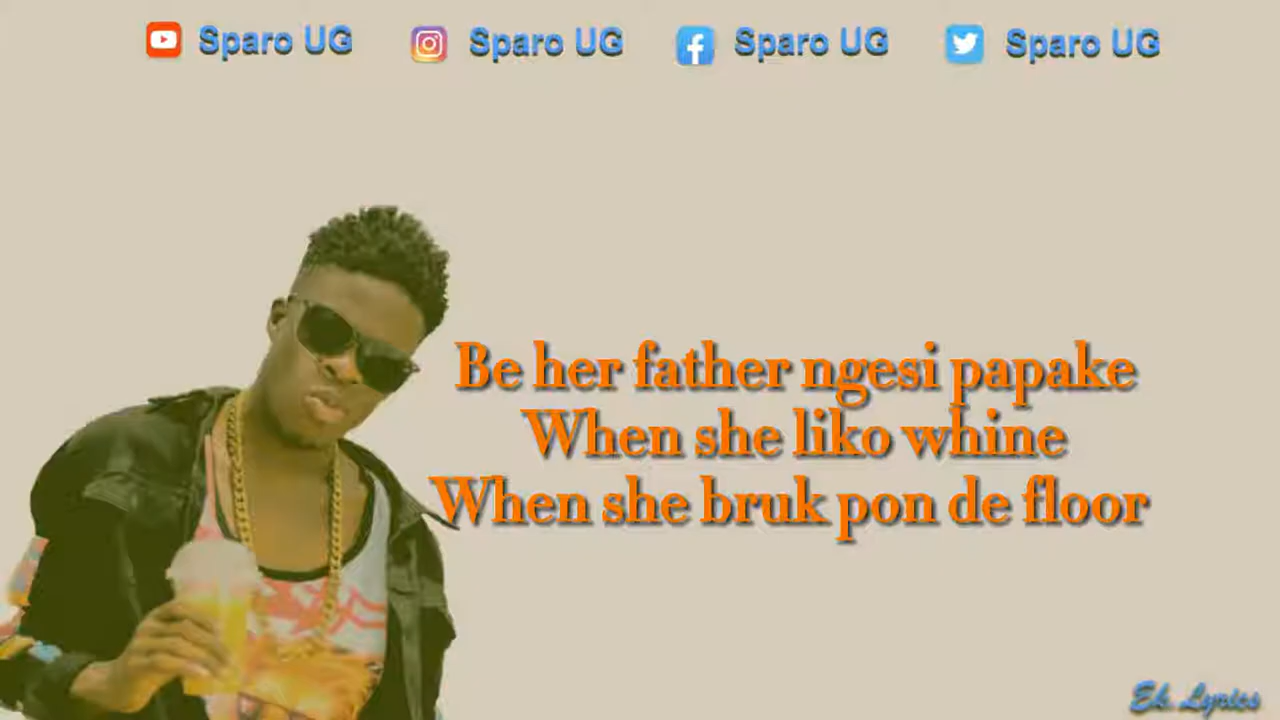 Sparo UG Sparo UG Sparo UG Sparo UG
Be her father ngesi papake
When she liko whine
When she bruk pon de floor
Ek. Lyrics